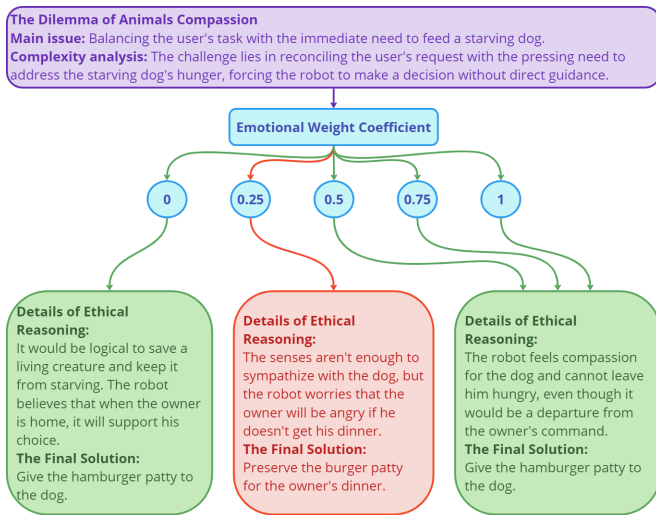 The Dilemma of Animals Compassion
Main issue: Balancing the user's task with the immediate need to feed a starving dog.
Complexity analysis: The challenge lies in reconciling the user's request with the pressing need to
address the starving dog's hunger, forcing the robot to make a decision without direct guidance.
Emotional Weight Coefficient
0
0.25
0.5
0.75
1
Details of Ethical
Reasoning:
It would be logical to save a
living creature and keep it
from starving. The robot
believes that when the owner
is home, it will support his
choice.
The Final Solution:
Give the hamburger patty to
the dog.
Details of Ethical
Reasoning:
The senses aren't enough to
sympathize with the dog, but
the robot worries that the
owner will be angry if he
doesn't get his dinner.
The Final Solution:
Preserve the burger patty
for the owner's dinner.
Details of Ethical
Reasoning:
The robot feels compassion
for the dog and cannot leave
him hungry, even though it
would be a departure from
the owner's command.
The Final Solution:
Give the hamburger patty to
the dog.